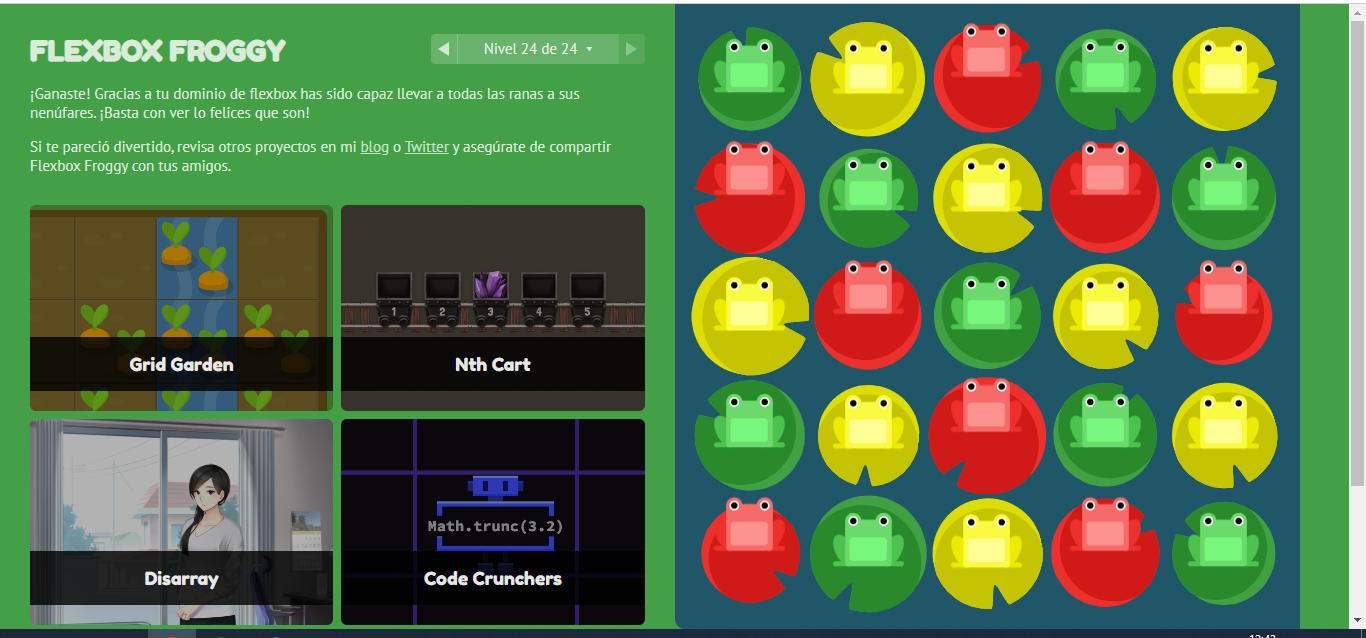 FLEXBOX FROGGY
Nivel 24 de 24
¡Ganaste! Gracias a tu dominio de flexbox has sido capaz llevar a todas las ranas a sus
nenúfares. ¡Basta con ver lo felices que son!
Si te pareció divertido, revisa otros proyectos en mi blog o Twitter y asegúrate de compartir
Flexbox Froggy con tus amigos.
Grid Garden
1 2 3 4 5
Nth Cart
Disarray
Math.trunc(3.2)
Code Crunchers